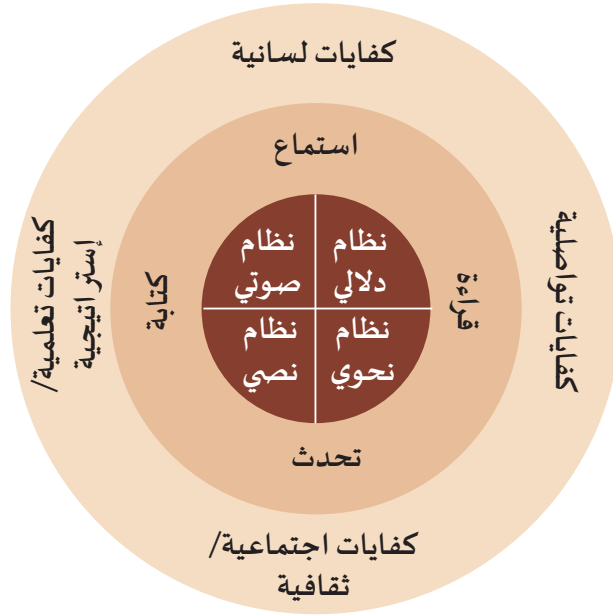 كفايات لسانية
استماع
نظام
دلالي
نظام
صوتي
نظام
نحوي
نظام
نصي
قراءة
كتابة
تحدث
كفايات تواصلية
كفايات تعلمية/
إستراتيجية
كفايات اجتماعية/
ثقافية